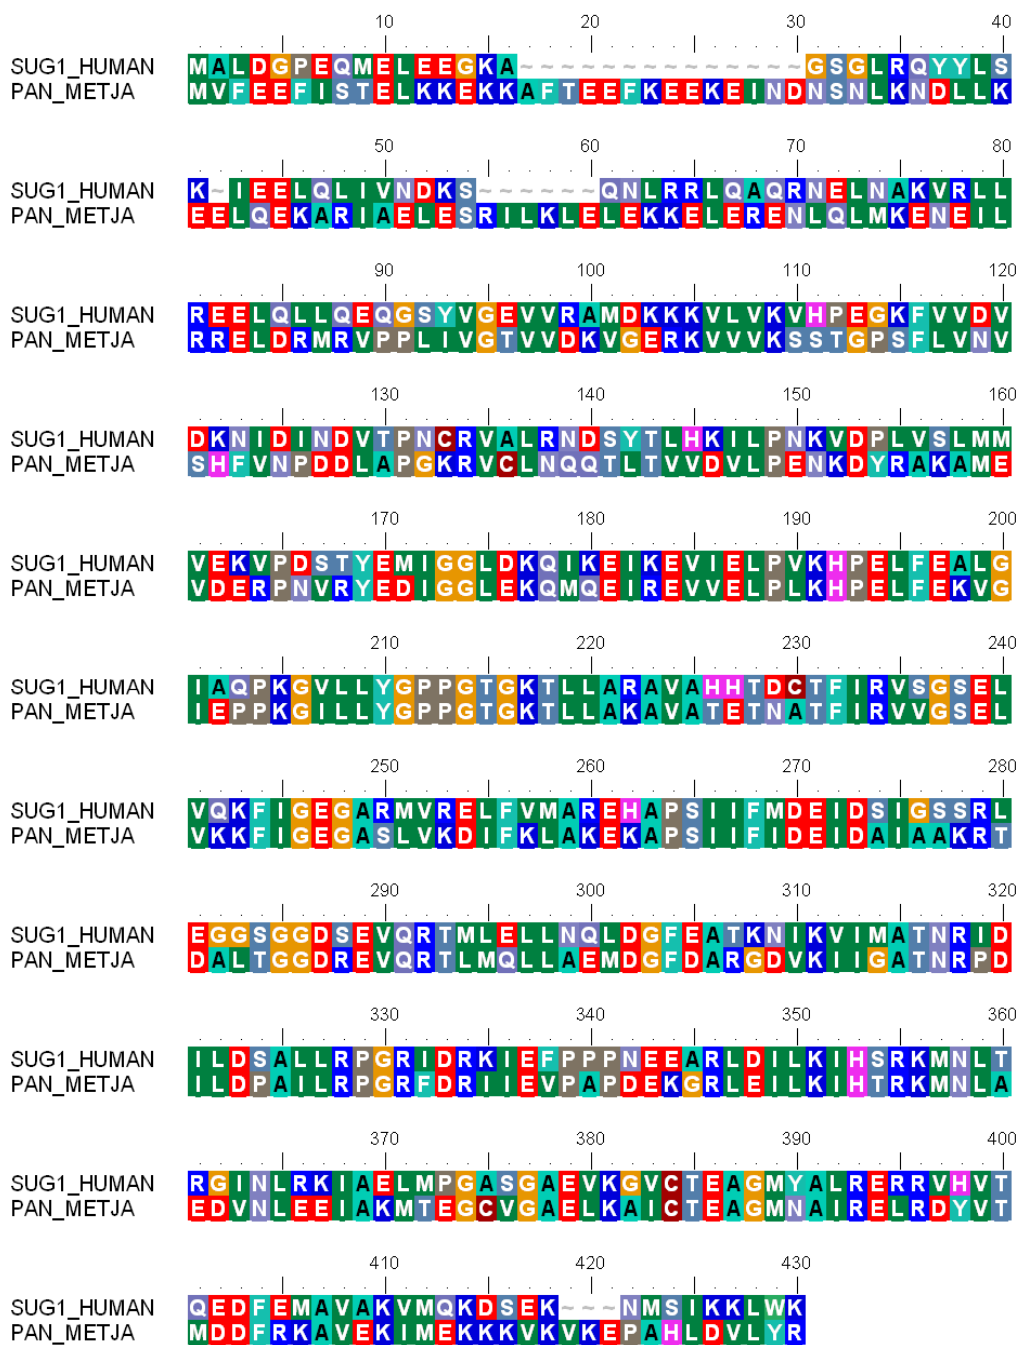 10 20 30 40
SUG1_HUMAN MALDGPEQMELEEGKA~~~~~~~~~~~~~~GSGLRQYYLS
PAN_METJA MVFEEFISTELKKEKKAFTEEFKEEKEINDNSNLKNDLLK
50 60 70 80
SUG1_HUMAN K~IEELQLIVNDKS~~~~~~QNLRRLQAQRNELNAKVRLL
PAN_METJA EELQEKARIAELESRILKLELEKKELERENLQLMKENEIL
90 100 110 120
SUG1_HUMAN REELQLLQEQGSYVGEVVRAMDKKKVLVKVHPEGKFVVDV
PAN_METJA RRELDRMRVPPLIVGTVVDKVGERKVVVKSSTGPSFLVNV
130 140 150 160
SUG1_HUMAN DKNIDINDVTPNCRVALRNDSYTLHKILPNKVDPLVSLMM
PAN_METJA SHFVNPDDLAPGKRVCLNQQTLTVVDVLPENKDYRAKAME
170 180 190 200
SUG1_HUMAN VEKVPDSTYEMIGGLDKQIKEIKEVIELPVKHPELFEALG
PAN_METJA VDERPNVRYEDIGGLEKQMQEIREVVELPLKHPELFEKVG
210 220 230 240
SUG1_HUMAN IAQPKGVLLYGPPGTGKTLLARAVAHHTDCTFIRVSGSEL
PAN_METJA IEPPKGILLYGPPGTGKTLLAKAVATETNATFIRVVGSEL
250 260 270 280
SUG1_HUMAN VQKFIGEGARMVRELFVMAREHAPSIIFMDEIDSIGSSRL
PAN_METJA VKKFIGEGASLVKDIFKLAKEKAPSIIFIDEIDAIAAKRT
290 300 310 320
SUG1_HUMAN EGGSGGDSEVQRTMLELLNQLDGFEATKNIKVIMATNRID
PAN_METJA DALTGGDREVQRTLMQLLAEMDGFDARGDVKIIGATNRPD
330 340 350 360
SUG1_HUMAN ILDSALLRPGRIDRKIEFPPPNEEARLDILKIHSRKMNLT
PAN_METJA ILDPAILRPGRFDRIIEVPAPDEKGRLEILKIHTRKMNLA
370 380 390 400
SUG1_HUMAN RGINLRKIAELMPGASGAEVKGVCTEAGMYALRERRVHVT
PAN_METJA EDVNLEEIAKMTEGCVGAELKAICTEAGMNAIRELRDYVT
410 420 430
SUG1_HUMAN QEDFEMAVAKVMQKDSEK~~~NMSIKKLWK
PAN_METJA MDDFRKAVEKIMEKKKVKVKEPAHLDVLYR